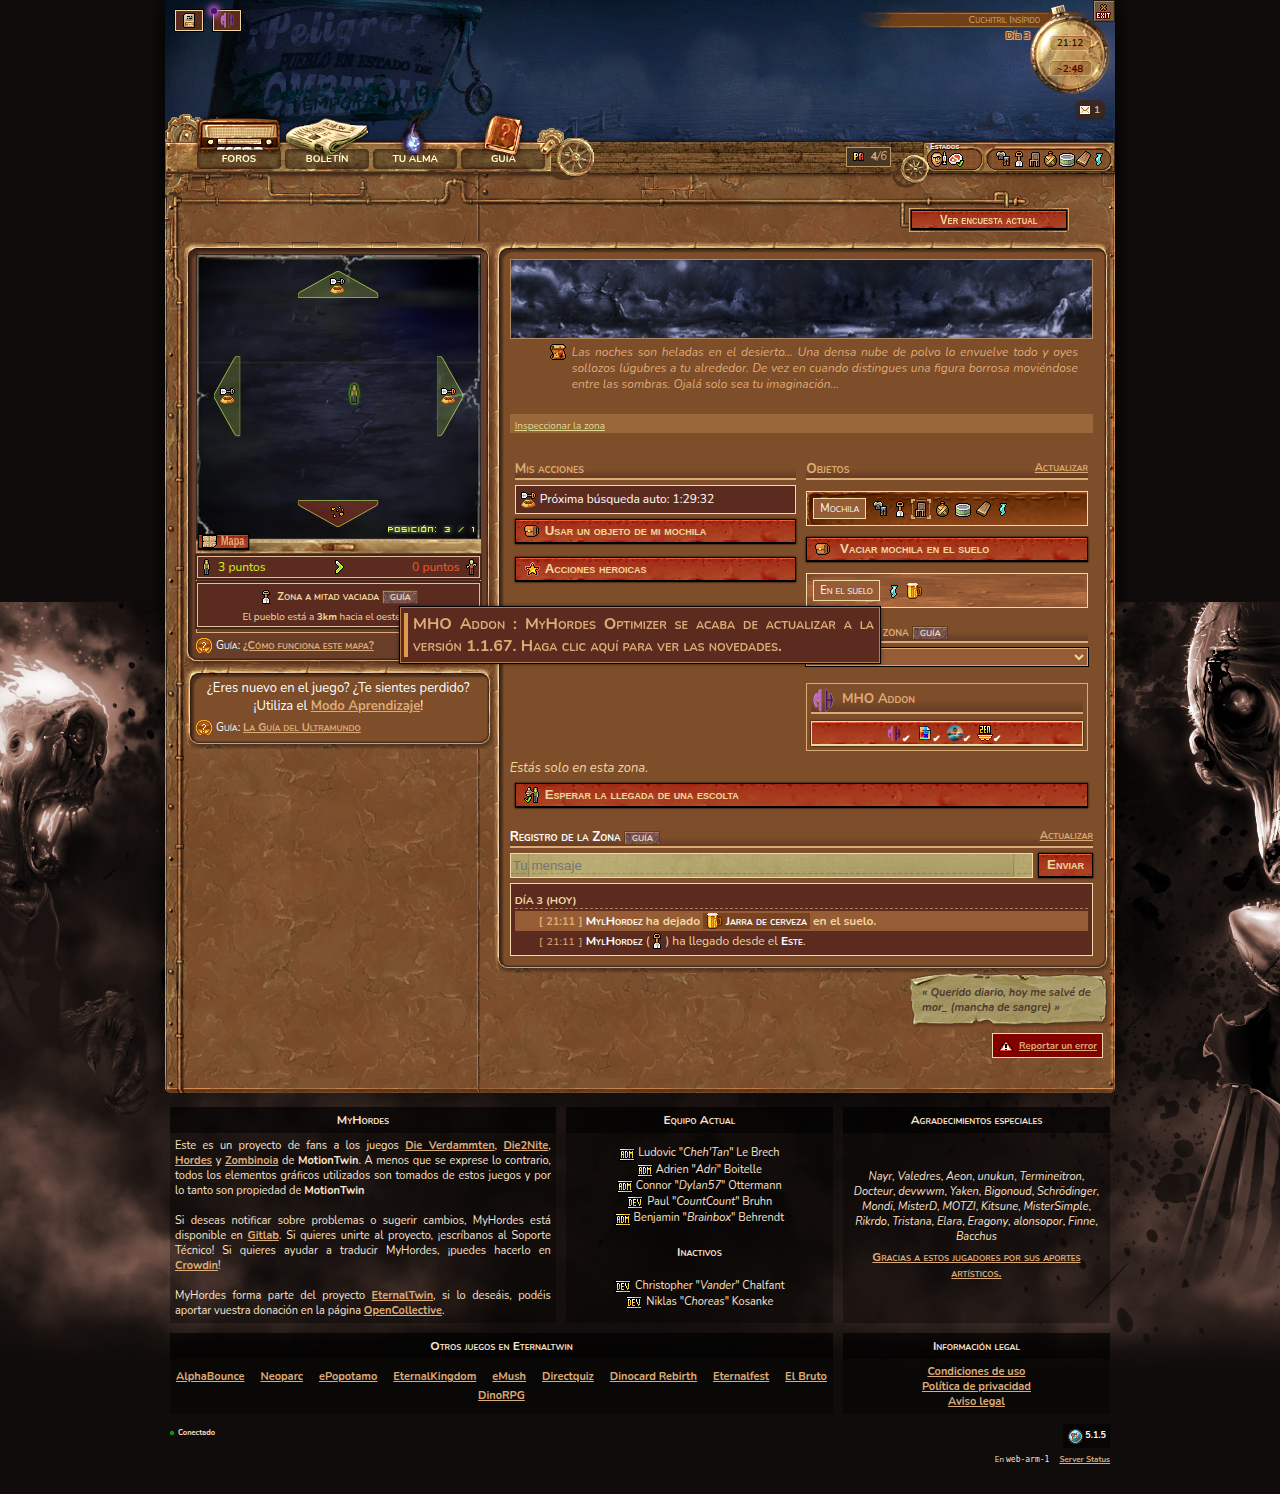 ¡Peligro!
PUEBLO EN ESTADO DE
Cuchitril Insípido
Día 3
EXIT
21:12
~2:48
1
FOROS
BOLETÍN
TU ALMA
GUIA
PA 4/6
Estados
Ver encuesta actual
Las noches son heladas en el desierto... Una densa nube de polvo lo envuelve todo y oyes
sollozos lúgubres a tu alrededor. De vez en cuando distingues una figura borrosa moviéndose
entre las sombras. Ojalá solo sea tu imaginación...
Inspeccionar la zona
Posición: 3 / 1
Mapa
3 puntos
0 puntos
Zona a mitad vaciada GUÍA
El pueblo está a 3km hacia el oeste
Guía: ¿Cómo funciona este mapa?
¿Eres nuevo en el juego? ¿Te sientes perdido?
¡Utiliza el Modo Aprendizaje!
Guía: La Guía del Ultramundo
Mis acciones
Próxima búsqueda auto: 1:29:32
Usar un objeto de mi mochila
Acciones heroicas
Objetos
Actualizar
Mochila
Vaciar mochila en el suelo
En el suelo
zona GUÍA
MHO Addon : MyHordes Optimizer se acaba de actualizar a la
versión 1.1.67. Haga clic aquí para ver las novedades.
MHO Addon
Estás solo en esta zona.
Esperar la llegada de una escolta
Registro de la Zona GUÍA
Actualizar
Tu mensaje
Enviar
DÍA 3 (HOY)
[ 21:11 ] MylHordez ha dejado Jarra de cerveza en el suelo.
[ 21:11 ] MylHordez ( ) ha llegado desde el Este.
« Querido diario, hoy me salvé de
mor_ (mancha de sangre) »
Reportar un error
MyHordes
Este es un proyecto de fans a los juegos Die Verdammten, Die2Nite,
Hordes y Zombinoia de MotionTwin. A menos que se exprese lo contrario,
todos los elementos gráficos utilizados son tomados de estos juegos y por
lo tanto son propiedad de MotionTwin
Si deseas notificar sobre problemas o sugerir cambios, MyHordes está
disponible en Gitlab. Si quieres unirte al proyecto, ¡escríbanos al Soporte
Técnico! Si quieres ayudar a traducir MyHordes, ¡puedes hacerlo en
Crowdin!
MyHordes forma parte del proyecto EternalTwin, si lo deseáis, podéis
aportar vuestra donación en la página OpenCollective.
Equipo Actual
ADM Ludovic "Cheh'Tan" Le Brech
ADM Adrien "Adri" Boitelle
ADM Connor "Dylan57" Ottermann
DEV Paul "CountCount" Bruhn
ADM Benjamin "Brainbox" Behrendt
Inactivos
DEV Christopher "Vander" Chalfant
DEV Niklas "Choreas" Kosanke
Agradecimientos especiales
Nayr, Valedres, Aeon, unukun, Termineitron,
Docteur, devwwm, Yaken, Bigonoud, Schrödinger,
Mondi, MisterD, MOTZI, Kitsune, MisterSimple,
Rikrdo, Tristana, Elara, Eragony, alonsopor, Finne,
Bacchus
Gracias a estos jugadores por sus aportes
artísticos.
Otros juegos en Eternaltwin
AlphaBounce Neoparc ePopotamo EternalKingdom eMush Directquiz Dinocard Rebirth Eternalfest El Bruto
DinoRPG
Información legal
Condiciones de uso
Política de privacidad
Aviso legal
Conectado
5.1.5
En web-arm-1 Server Status